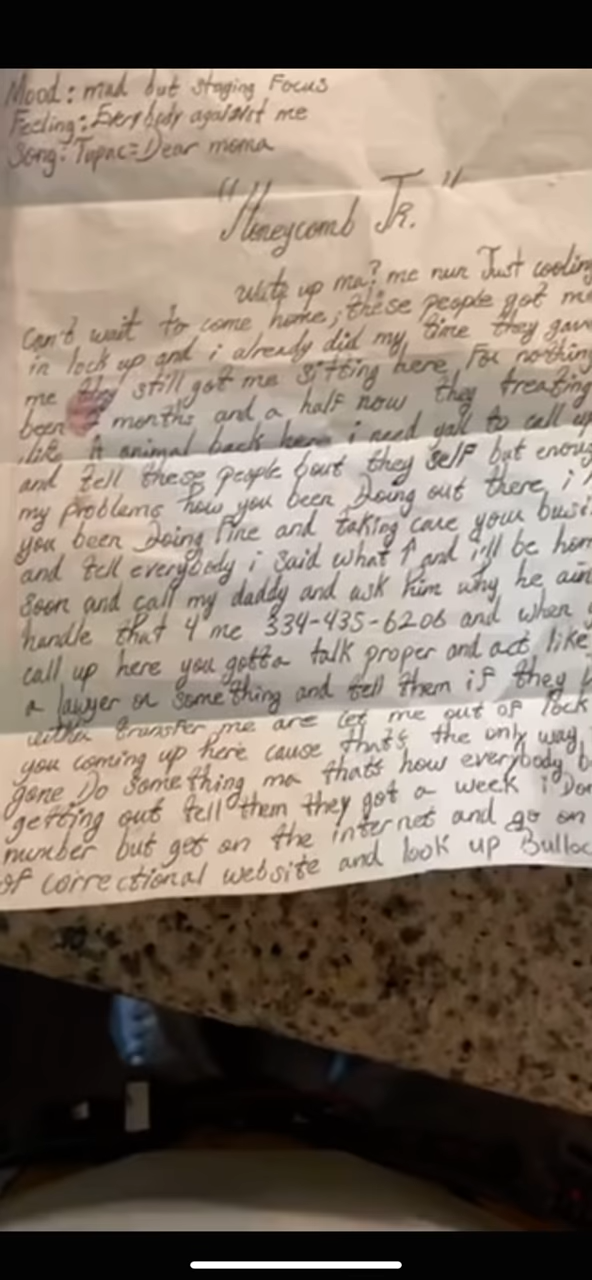 Mood: mad but staging Focus
Feeling: Everybody against me
Song: Tupac = Dear moma
"Honeycomb Jr."
ma? me nun Just cooling
Can't wait to come home, these people got me
in lock up and i already did my time they gave
me still got me sitting here For nothing
been months and a half now they treating
like A animal back here i need yall to call up
and tell these people bout they self but enoug
my problems how you been Doing out there, i
you been Doing fine and taking care your busi
and tell everybody i said what and i'll be hom
Soon and call my daddy and ask him why he ain
handle that 4 me 334-435-6206 and when
call up here you gotta talk proper and act like
a lawyer or something and tell them if they
transfer me are let me out of lock
you coming up here cause that's the only way
gone Do something ma thats how everybody b
getting out tell them they got a week i Don
number but get on the internet and go on
of correctional website and look up Bulloc